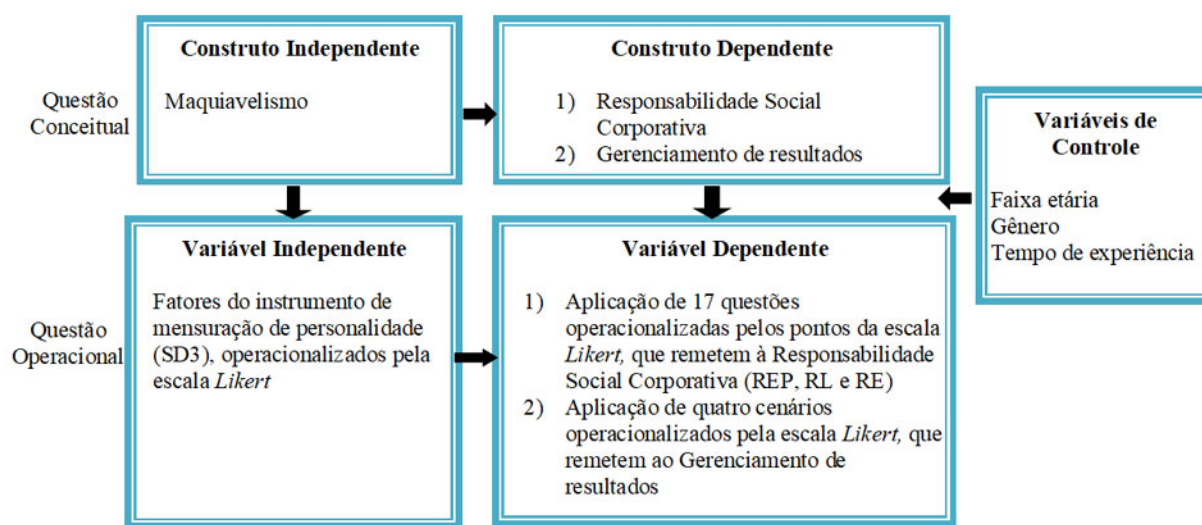 Construto Independente
Maquiavelismo
Construto Dependente
1) Responsabilidade Social
Corporativa
2) Gerenciamento de resultados
Questão
Conceitual
Variáveis de
Controle
Faixa etária
Gênero
Tempo de experiência
Variável Independente
Fatores do instrumento de
mensuração de personalidade
(SD3), operacionalizados pela
escala Likert
Variável Dependente
1) Aplicação de 17 questões
operacionalizadas pelos pontos da escala
Likert, que remetem à Responsabilidade
Social Corporativa (REP, RL e RE)
2) Aplicação de quatro cenários
operacionalizados pela escala Likert, que
remetem ao Gerenciamento de
resultados
Questão
Operacional